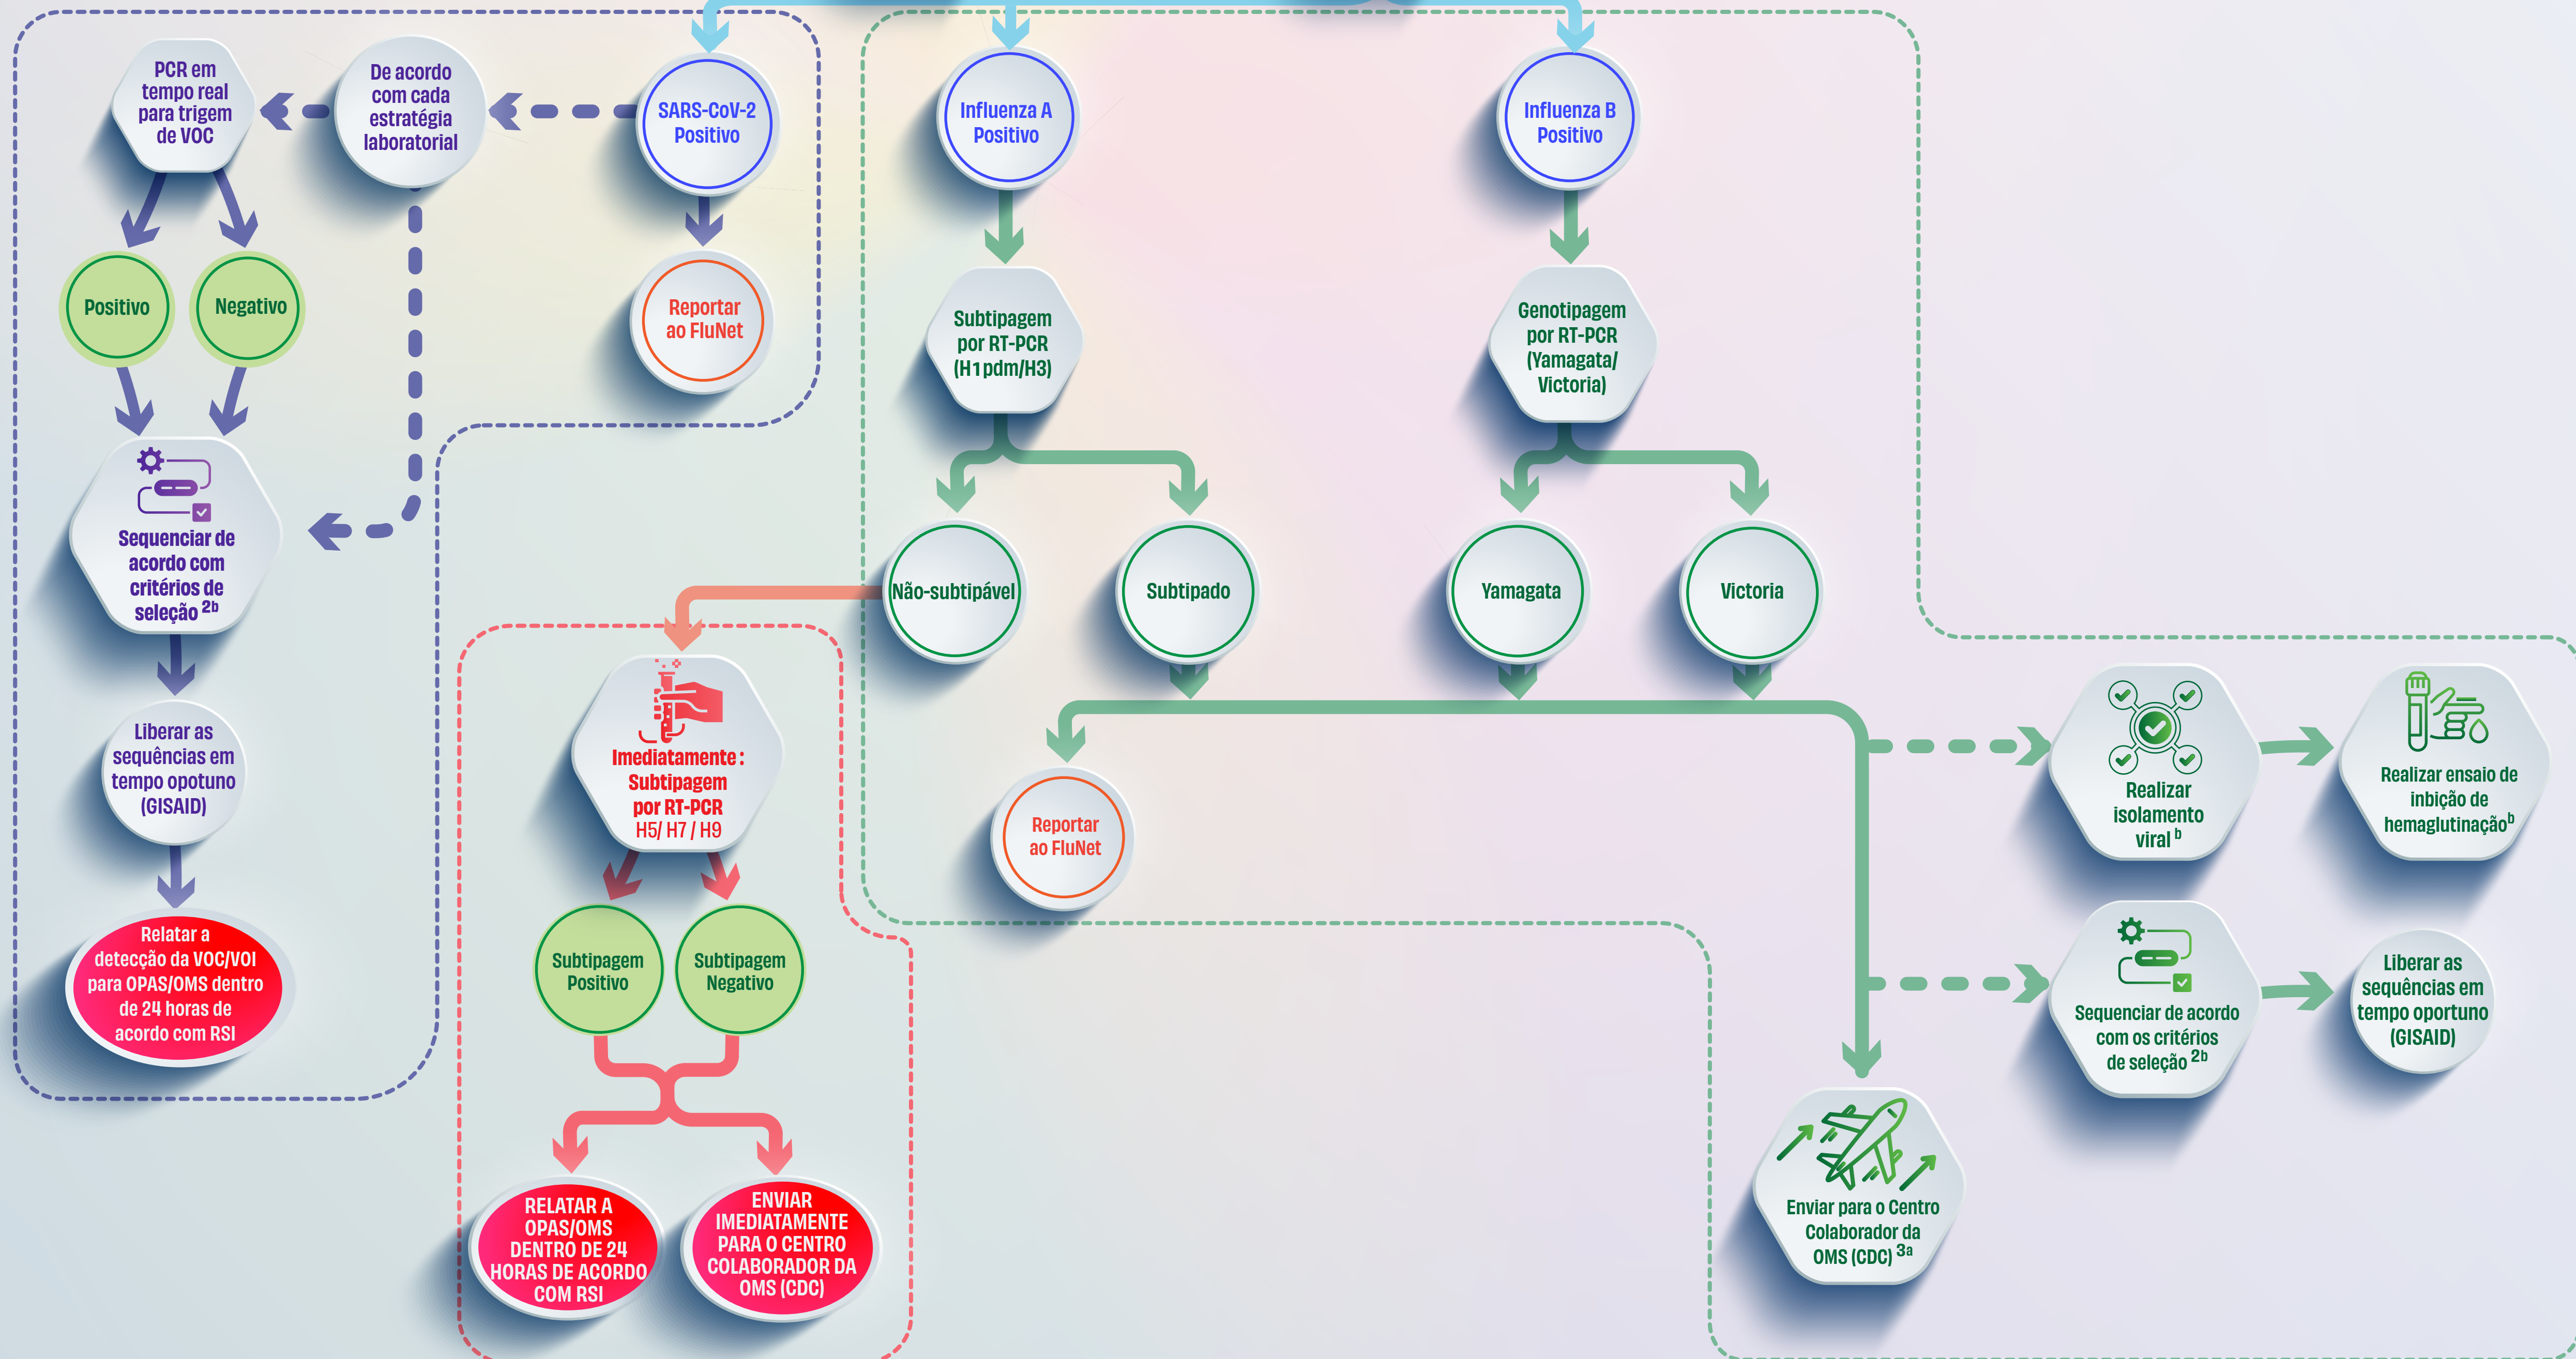 PCR em
tempo real
para trigem
de VOC
De acordo
com cada
estratégia
laboratorial
SARS-CoV-2
Positivo
Influenza A
Positivo
Influenza B
Positivo
Positivo
Negativo
Reportar
ao FluNet
Subtipagem
por RT-PCR
(H1pdm/H3)
Genotipagem
por RT-PCR
(Yamagata/
Victoria)
Sequenciar de
acordo com
critérios de
seleção 2b
Não-subtipável
Subtipado
Yamagata
Victoria
Liberar as
sequências em
tempo opotuno
(GISAID)
Imediatamente :
Subtipagem
por RT-PCR
H5/ H7 / H9
Reportar
ao FluNet
Realizar
isolamento
viral b
Realizar ensaio de
inbição de
hemaglutinaçãob
Relatar a
detecção da VOC/VOI
para OPAS/OMS dentro
de 24 horas de
acordo com RSI
Subtipagem
Positivo
Subtipagem
Negativo
Sequenciar de acordo
com os critérios
de seleção 2b
Liberar as
sequências em
tempo oportuno
(GISAID)
RELATAR A
OPAS/OMS
DENTRO DE 24
HORAS DE ACORDO
COM RSI
ENVIAR
IMEDIATAMENTE
PARA O CENTRO
COLABORADOR DA
OMS (CDC)
Enviar para o Centro
Colaborador da
OMS (CDC) 3a